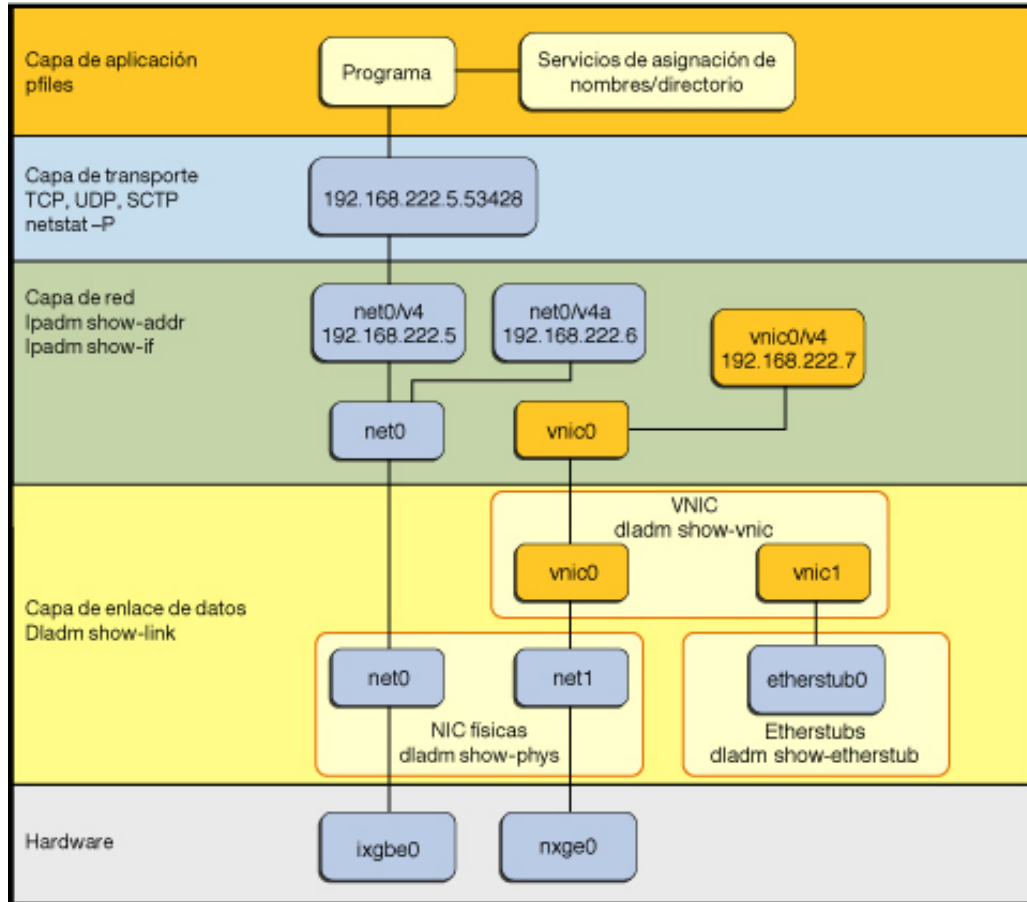 Capa de aplicación
pfiles
Programa
Servicios de asignación de
nombres/directorio
Capa de transporte
TCP, UDP, SCTP
netstat –P
192.168.222.5.53428
Capa de red
Ipadm show-addr
Ipadm show-if
net0/v4
192.168.222.5
net0/v4a
192.168.222.6
vnic0/v4
192.168.222.7
net0
vnic0
VNIC
dladm show-vnic
vnic0
vnic1
Capa de enlace de datos
Dladm show-link
net0
net1
etherstub0
NIC físicas
dladm show-phys
Etherstubs
dladm show-etherstub
Hardware
ixgbe0
nxge0